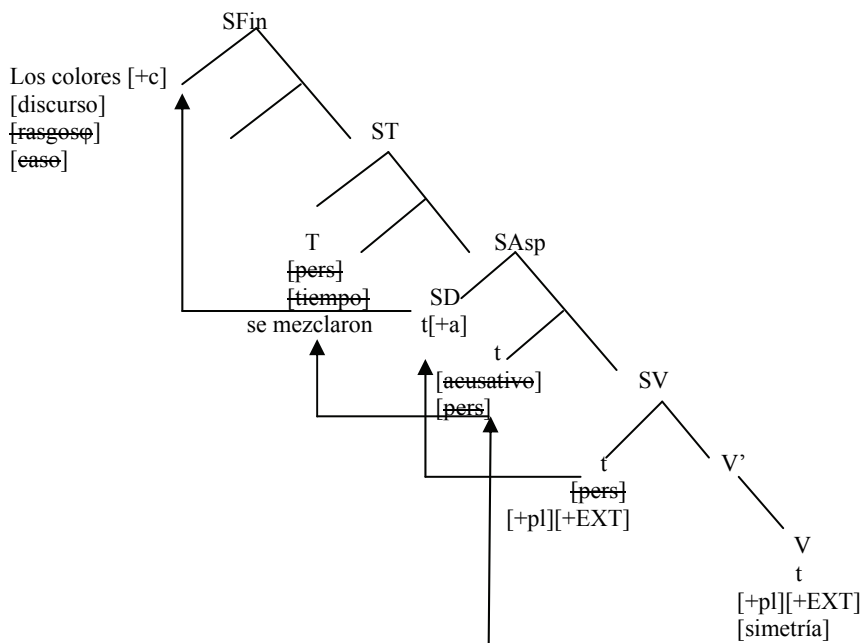 SFin
Los colores [+c]
[discurso]
[rasgosφ]
[caso]
ST
T
[pers]
[tiempo]
se mezclaron
SAsp
SD
t[+a]
t
[acusativo]
[pers]
SV
t
[pers]
[+pl][+EXT]
V’
V
t
[+pl][+EXT]
[simetría]